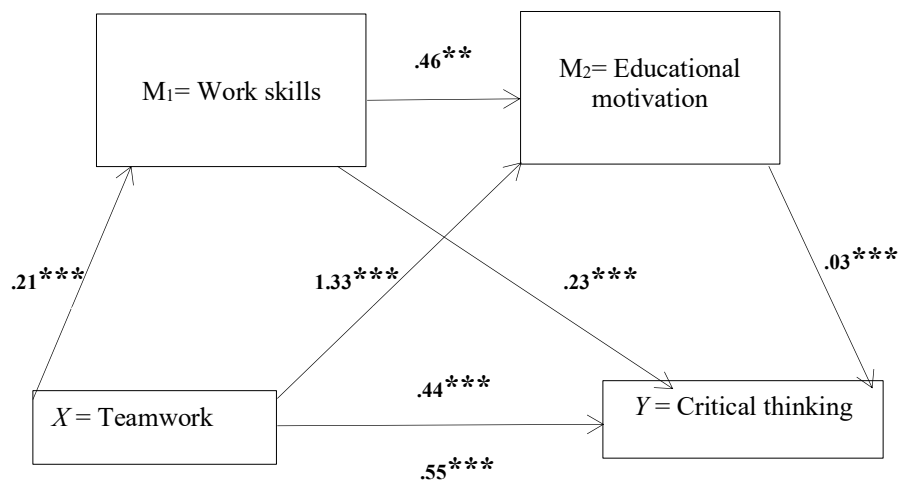 .46**
M₁= Work skills
M₂= Educational
motivation
.21***
1.33***
.23***
.03***
.44***
X = Teamwork
Y = Critical thinking
.55***